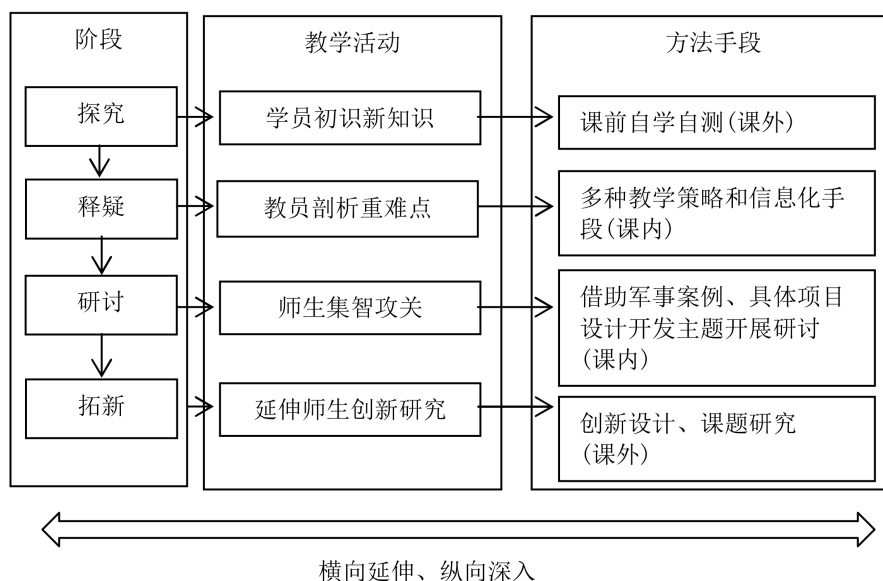 阶段
教学活动
方法手段
探究
学员初识新知识
课前自学自测(课外)
释疑
教员剖析重难点
多种教学策略和信息化手
段(课内)
研讨
师生集智攻关
借助军事案例、具体项目
设计开发主题开展研讨
(课内)
拓新
延伸师生创新研究
创新设计、课题研究
(课外)
横向延伸、纵向深入